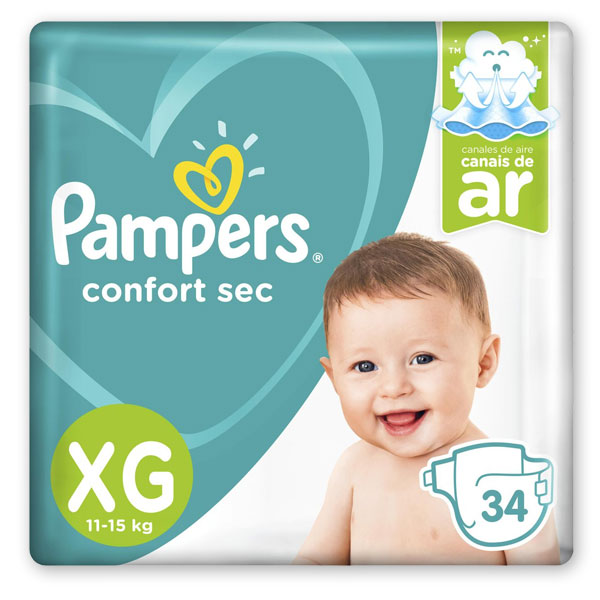 TM
canales de aire
canais de
ar
Pampers®
confort sec
XG
11-15 kg
34